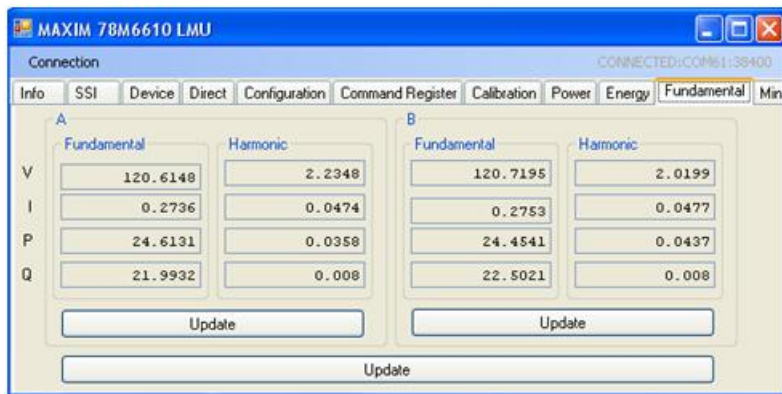 MAXIM 78M6610 LMU
Connection CONNECTED:COM61:38400
Info SSI Device Direct Configuration Command Register Calibration Power Energy Fundamental Min
A B
Fundamental Harmonic Fundamental Harmonic
V 120.6148 2.2348 120.7195 2.0199
I 0.2736 0.0474 0.2753 0.0477
P 24.6131 0.0358 24.4541 0.0437
Q 21.9932 0.008 22.5021 0.008
Update Update
Update